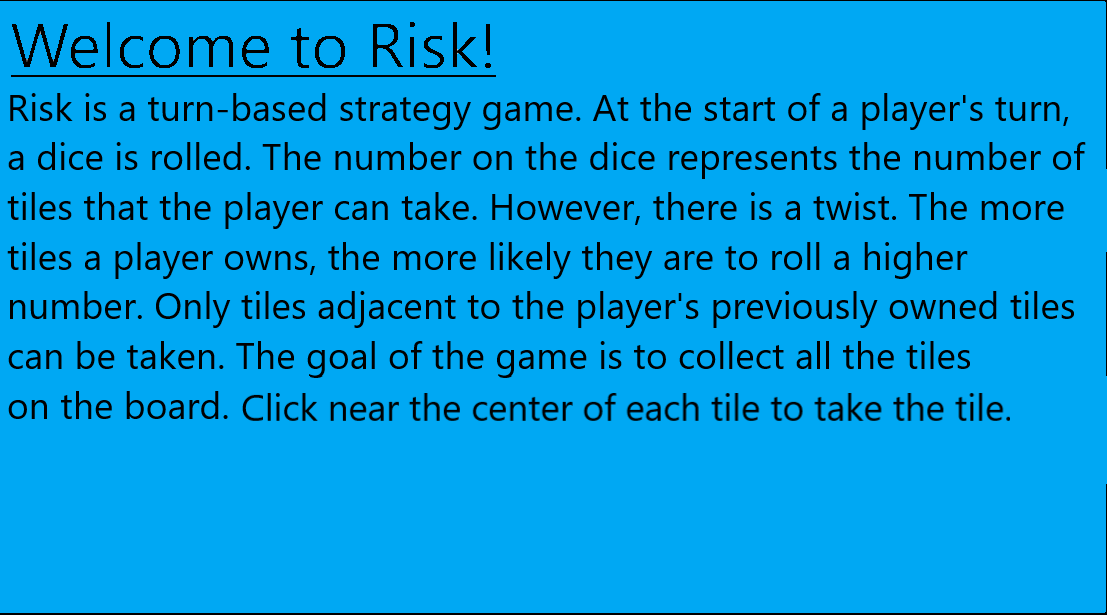 Welcome to Risk!
Risk is a turn-based strategy game. At the start of a player's turn,
a dice is rolled. The number on the dice represents the number of
tiles that the player can take. However, there is a twist. The more
tiles a player owns, the more likely they are to roll a higher
number. Only tiles adjacent to the player's previously owned tiles
can be taken. The goal of the game is to collect all the tiles
on the board. Click near the center of each tile to take the tile.